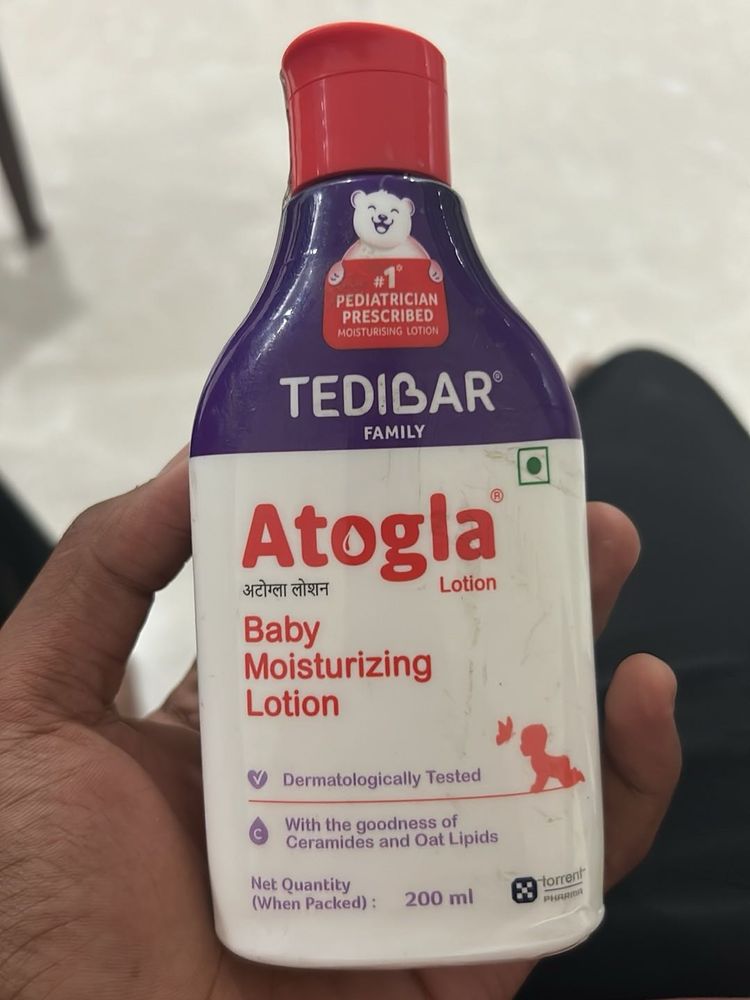 #1*
PEDIATRICIAN
PRESCRIBED
MOISTURISING LOTION
TEDIBAR®
FAMILY
Atogla®
अटोग्ला लोशन
Lotion
Baby
Moisturizing
Lotion
Dermatologically Tested
C
With the goodness of
Ceramides and Oat Lipids
Net Quantity
(When Packed) : 200 ml
torrent
PHARMA